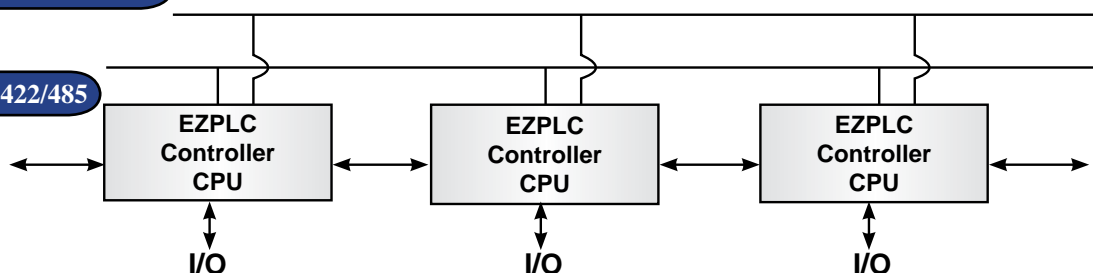 422/485
EZPLC
Controller
CPU
EZPLC
Controller
CPU
EZPLC
Controller
CPU
I/O
I/O
I/O